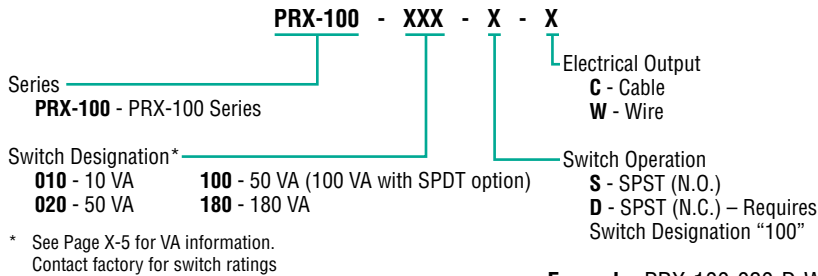 PRX-100 - XXX - X - X
Series
PRX-100 - PRX-100 Series
Switch Designation*
010 - 10 VA 100 - 50 VA (100 VA with SPDT option)
020 - 50 VA 180 - 180 VA
* See Page X-5 for VA information.
Contact factory for switch ratings
Electrical Output
C - Cable
W - Wire
Switch Operation
S - SPST (N.O.)
D - SPST (N.C.) – Requires
Switch Designation “100”